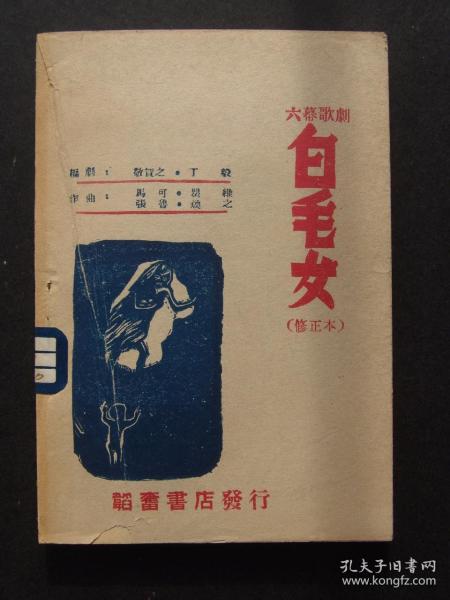 六幕歌劇
白毛女
(修正本)
編劇：敬之・丁毅
作曲：馬可・瞿維
張魯・煥之
韜奮書店發行
孔夫子旧书网
www.kongfz.com